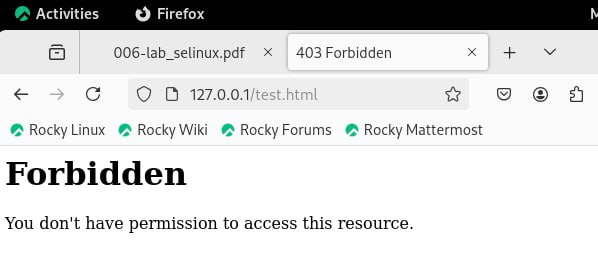 Activities Firefox M
006-lab_selinux.pdf 403 Forbidden
127.0.0.1/test.html
Rocky Linux Rocky Wiki Rocky Forums Rocky Mattermost
Forbidden
You don't have permission to access this resource.